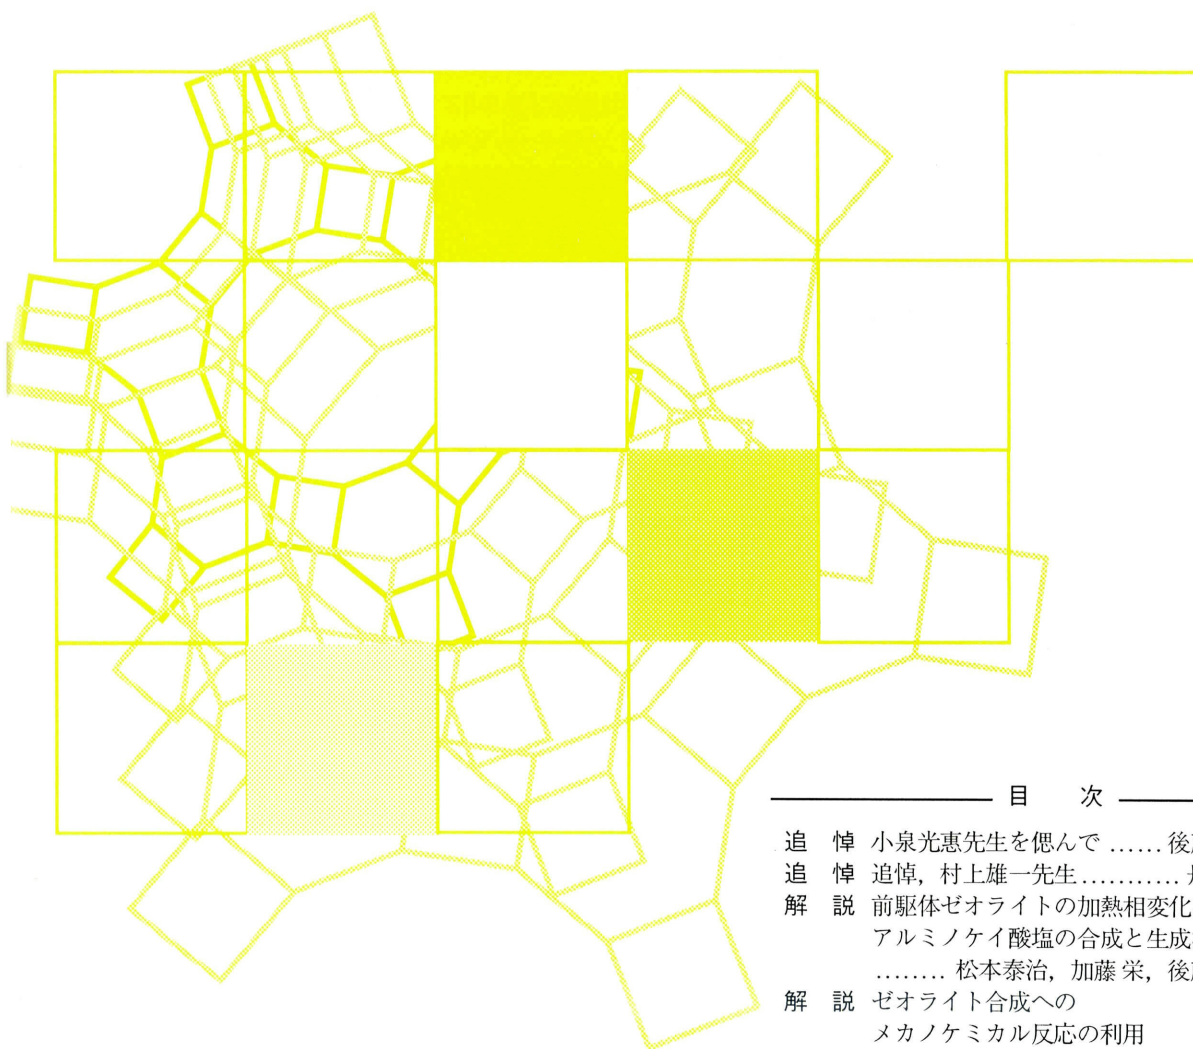 目 次
追 悼 小泉光惠先生を偲んで …… 後
追 悼 追悼，村上雄一先生…………
解 説 前駆体ゼオライトの加熱相変化
アルミノケイ酸塩の合成と生成
…….. 松本泰治，加藤 栄，後
解 説 ゼオライト合成への
メカノケミカル反応の利用